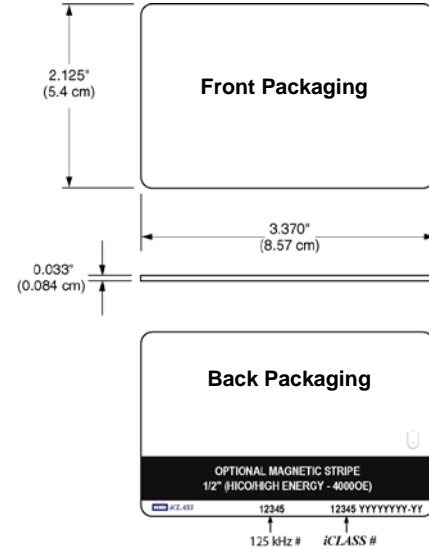 2.125"
(5.4 cm)
Front Packaging
3.370"
(8.57 cm)
0.033"
(0.084 cm)
Back Packaging
OPTIONAL MAGNETIC STRIPE
1/2" (HICO/HIGH ENERGY - 4000OE)
HID iCLASS 12345 12345 YYYYYYYY-YY
125 kHz # iCLASS #